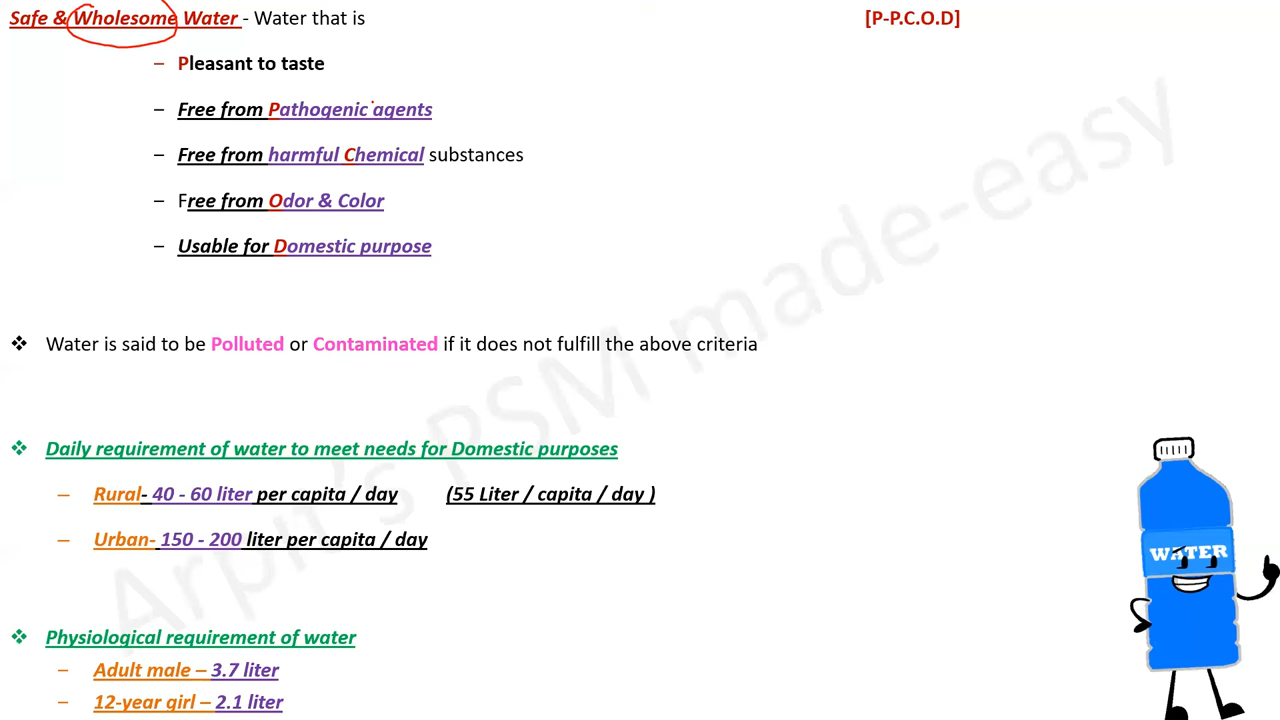 Safe & Wholesome Water - Water that is [P-P.C.O.D]
– Pleasant to taste
– Free from Pathogenic agents
– Free from harmful Chemical substances
– Free from Odor & Color
– Usable for Domestic purpose
❖ Water is said to be Polluted or Contaminated if it does not fulfill the above criteria
❖ Daily requirement of water to meet needs for Domestic purposes
– Rural- 40 - 60 liter per capita / day (55 Liter / capita / day )
– Urban- 150 - 200 liter per capita / day
WATER
❖ Physiological requirement of water
– Adult male – 3.7 liter
– 12-year girl – 2.1 liter
Arpit's PSM made-easy